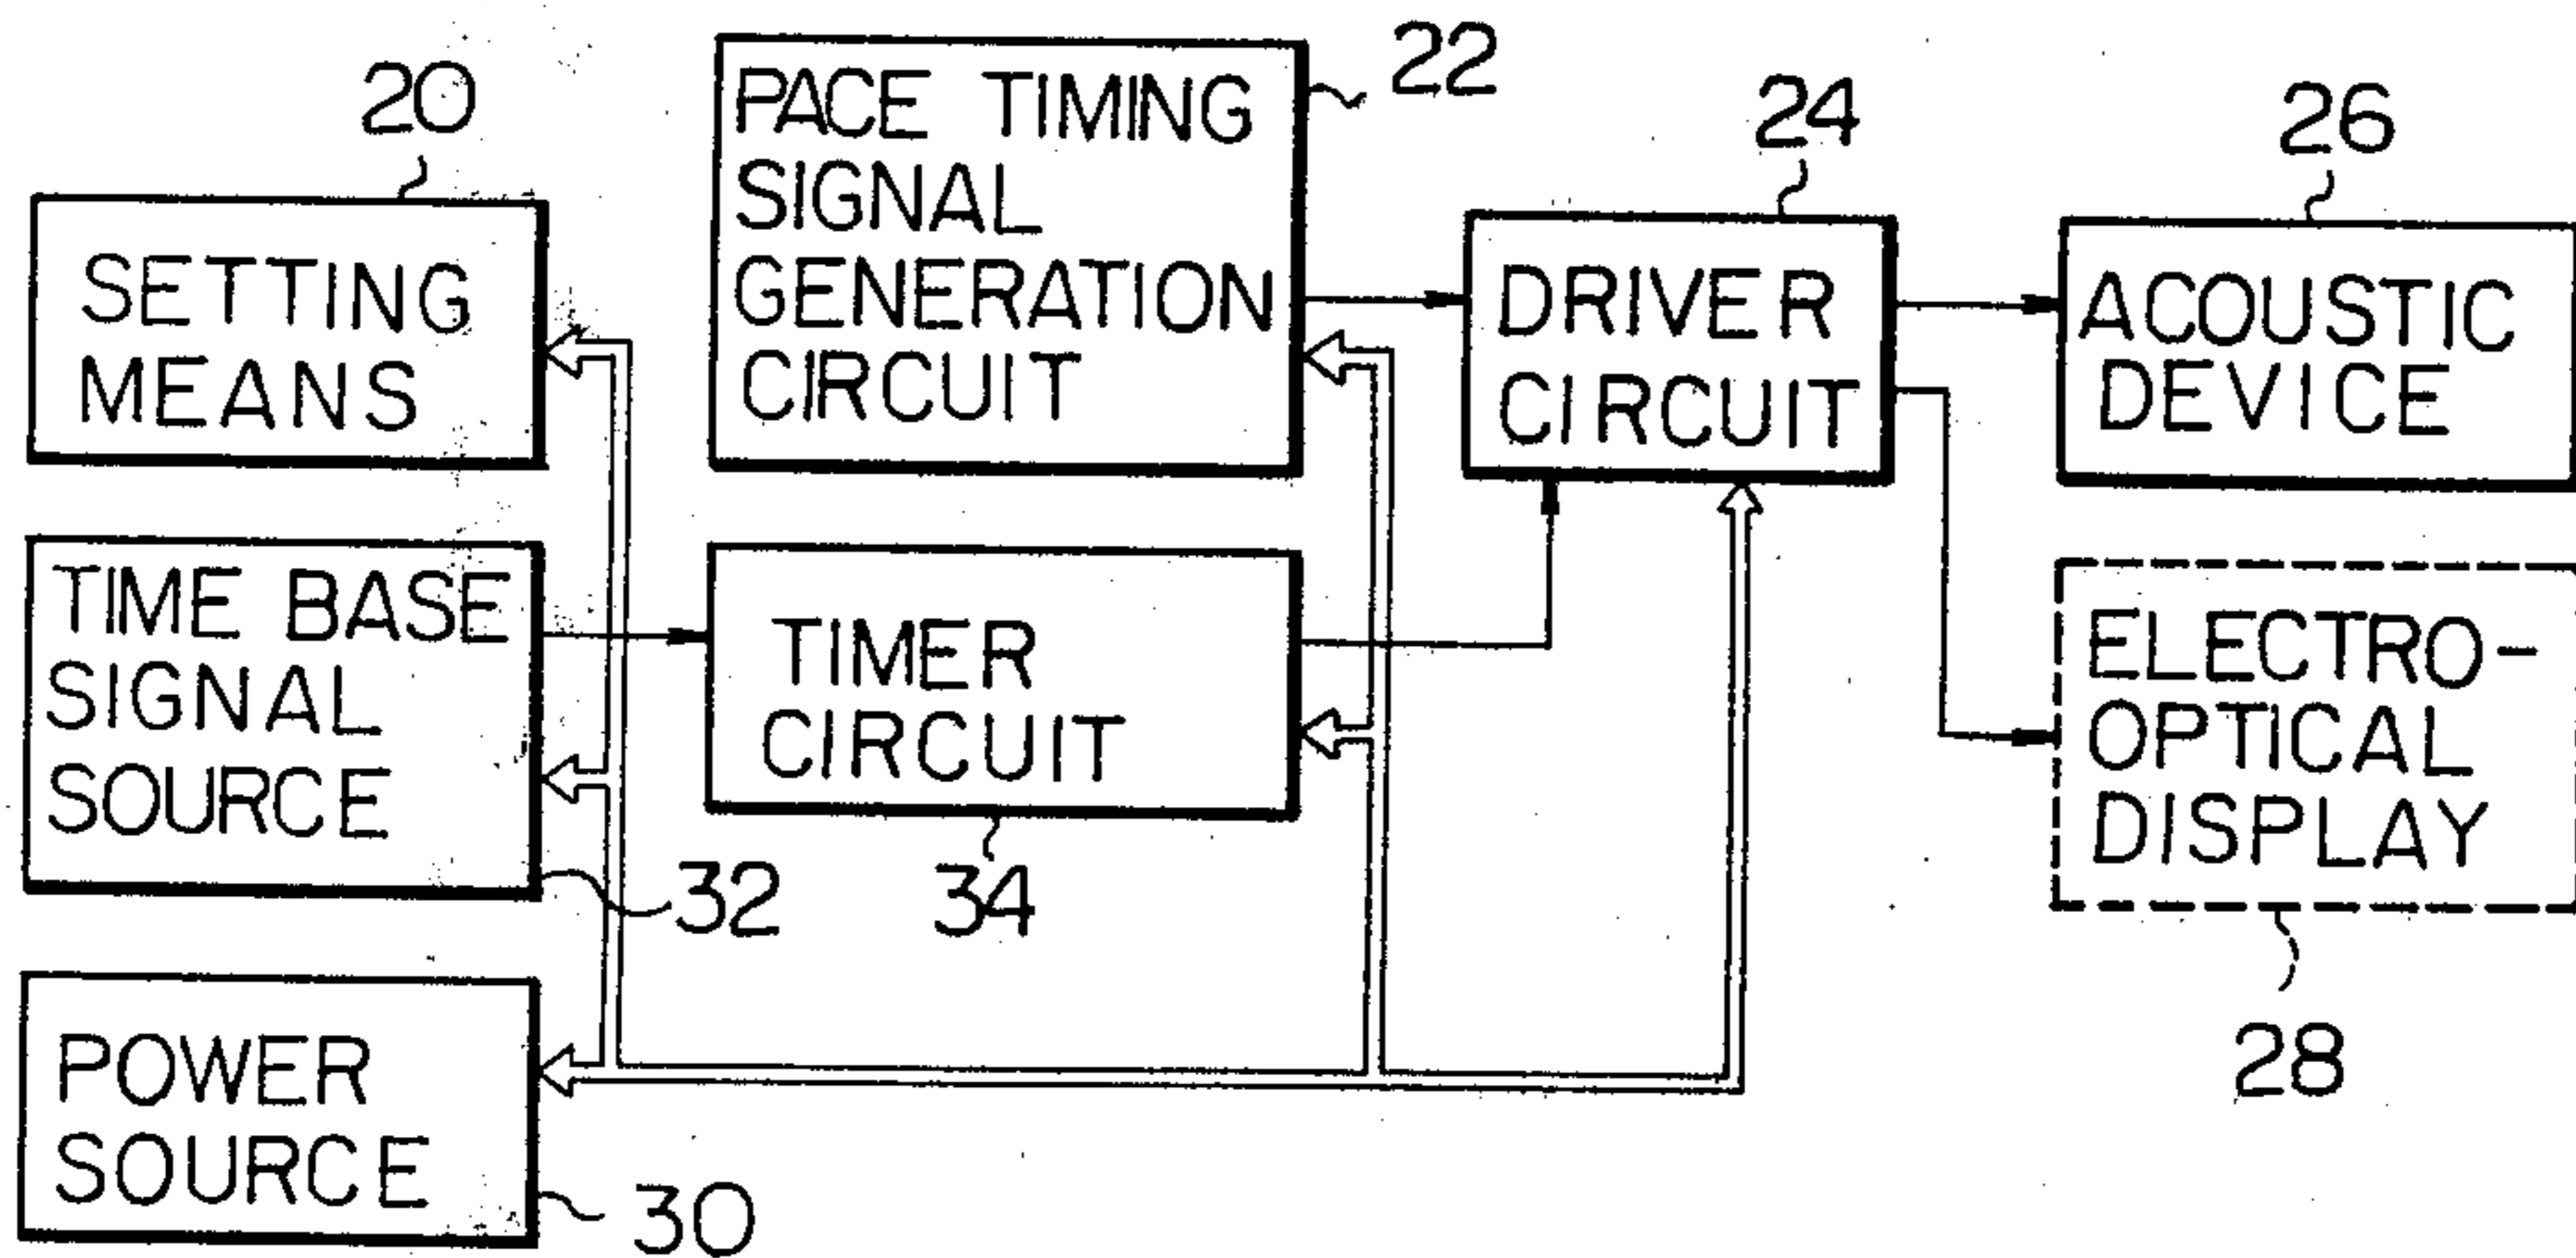 20
SETTING
MEANS
22
PACE TIMING
SIGNAL
GENERATION
CIRCUIT
24
DRIVER
CIRCUIT
26
ACOUSTIC
DEVICE
TIME BASE
SIGNAL
SOURCE
32
TIMER
CIRCUIT
34
ELECTRO-
OPTICAL
DISPLAY
28
POWER
SOURCE
30